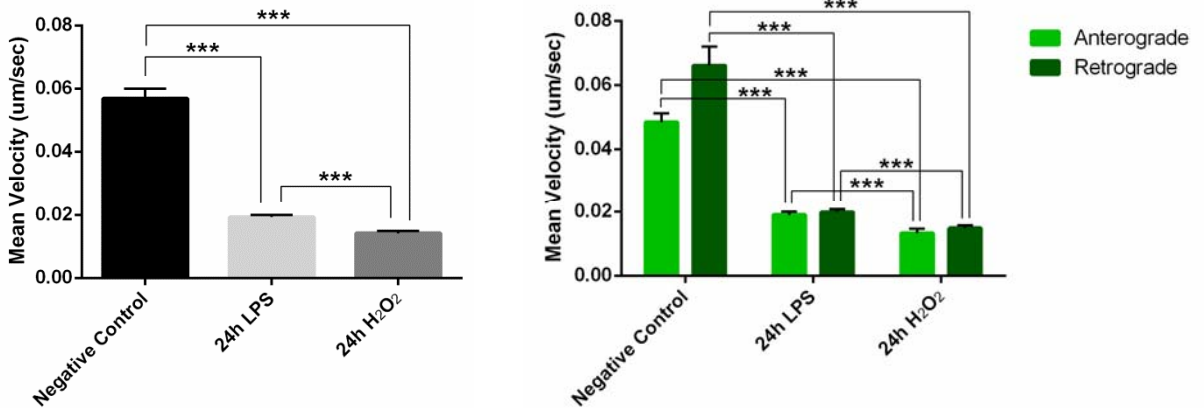 0.08
0.06
0.04
0.02
0.00
Mean Velocity (um/sec)
***
***
***
Negative Control
24h LPS
24h H₂O₂
0.08
0.06
0.04
0.02
0.00
Mean Velocity (um/sec)
***
***
***
***
***
***
Negative Control
24h LPS
24h H₂O₂
Anterograde
Retrograde